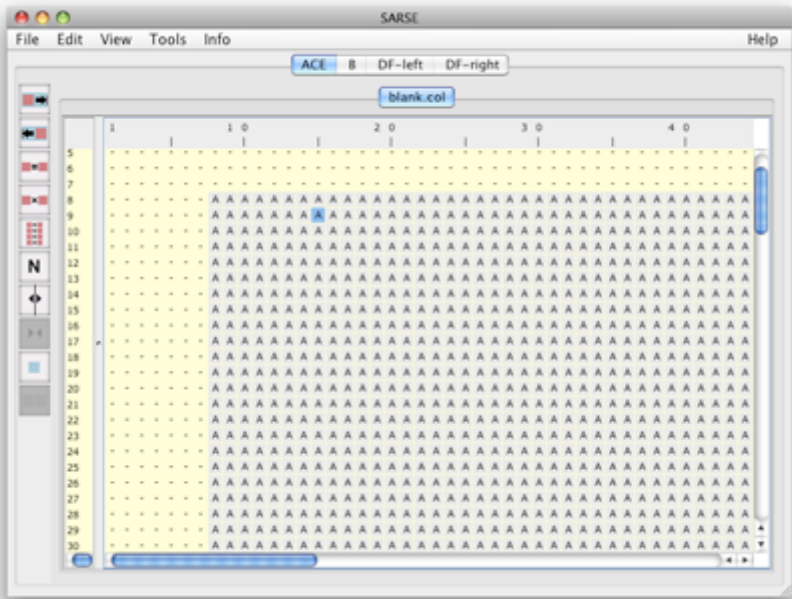 SARSE
File Edit View Tools Info Help
ACE B DF-left DF-right
blank.col
1 10 20 30 40
5 - - - - - - - - - - - - - - - - - - - - - - - - - - - - - - - - - - - - - - - - - - - -
6 - - - - - - - - - - - - - - - - - - - - - - - - - - - - - - - - - - - - - - - - - - - -
7 - - - - - - - - - - - - - - - - - - - - - - - - - - - - - - - - - - - - - - - - - - - -
8 - - - - - - - A A A A A A A A A A A A A A A A A A A A A A A A A A A A A A A A A A A A A
9 - - - - - - - A A A A A A A A A A A A A A A A A A A A A A A A A A A A A A A A A A A A A
10 - - - - - - - A A A A A A A A A A A A A A A A A A A A A A A A A A A A A A A A A A A A A
11 - - - - - - - A A A A A A A A A A A A A A A A A A A A A A A A A A A A A A A A A A A A A
12 - - - - - - - A A A A A A A A A A A A A A A A A A A A A A A A A A A A A A A A A A A A A
13 - - - - - - - A A A A A A A A A A A A A A A A A A A A A A A A A A A A A A A A A A A A A
14 - - - - - - - A A A A A A A A A A A A A A A A A A A A A A A A A A A A A A A A A A A A A
15 - - - - - - - A A A A A A A A A A A A A A A A A A A A A A A A A A A A A A A A A A A A A
16 - - - - - - - A A A A A A A A A A A A A A A A A A A A A A A A A A A A A A A A A A A A A
N
17 - - - - - - - A A A A A A A A A A A A A A A A A A A A A A A A A A A A A A A A A A A A A
18 - - - - - - - A A A A A A A A A A A A A A A A A A A A A A A A A A A A A A A A A A A A A
19 - - - - - - - A A A A A A A A A A A A A A A A A A A A A A A A A A A A A A A A A A A A A
20 - - - - - - - A A A A A A A A A A A A A A A A A A A A A A A A A A A A A A A A A A A A A
21 - - - - - - - A A A A A A A A A A A A A A A A A A A A A A A A A A A A A A A A A A A A A
22 - - - - - - - A A A A A A A A A A A A A A A A A A A A A A A A A A A A A A A A A A A A A
23 - - - - - - - A A A A A A A A A A A A A A A A A A A A A A A A A A A A A A A A A A A A A
24 - - - - - - - A A A A A A A A A A A A A A A A A A A A A A A A A A A A A A A A A A A A A
25 - - - - - - - A A A A A A A A A A A A A A A A A A A A A A A A A A A A A A A A A A A A A
26 - - - - - - - A A A A A A A A A A A A A A A A A A A A A A A A A A A A A A A A A A A A A
27 - - - - - - - A A A A A A A A A A A A A A A A A A A A A A A A A A A A A A A A A A A A A
28 - - - - - - - A A A A A A A A A A A A A A A A A A A A A A A A A A A A A A A A A A A A A
29 - - - - - - - A A A A A A A A A A A A A A A A A A A A A A A A A A A A A A A A A A A A A
30 - - - - - - - A A A A A A A A A A A A A A A A A A A A A A A A A A A A A A A A A A A A A